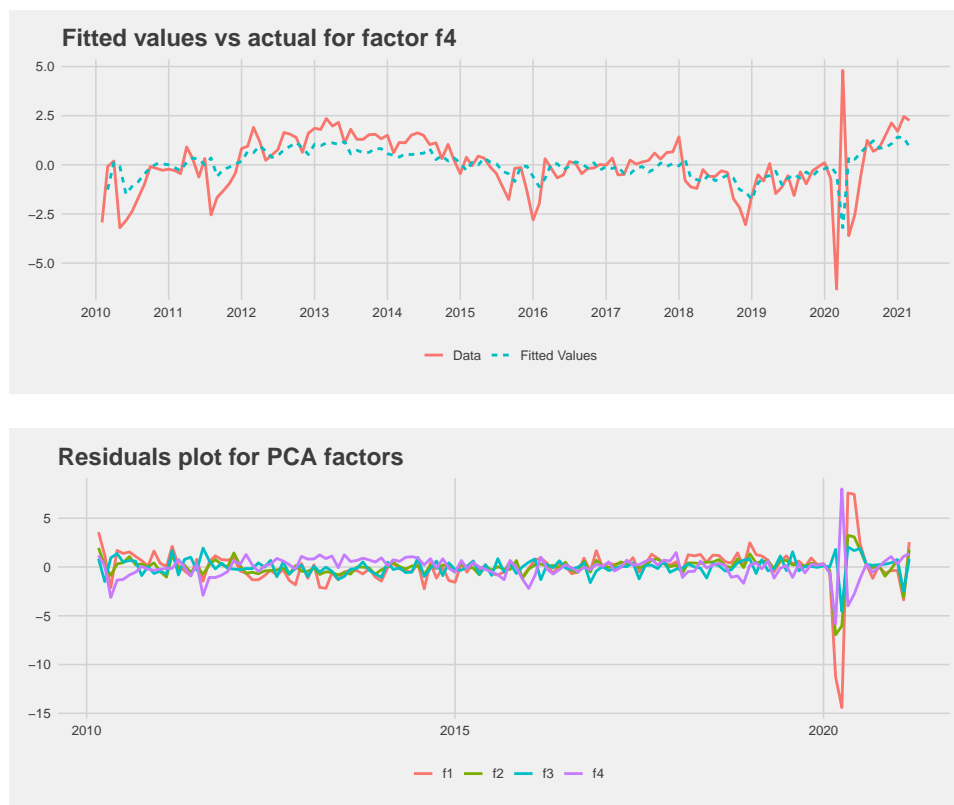 Fitted values vs actual for factor f4
5.0
2.5
0.0
−2.5
−5.0
2010 2011 2012 2013 2014 2015 2016 2017 2018 2019 2020 2021
Data Fitted Values
Residuals plot for PCA factors
5
0
−5
−10
−15
2010 2015 2020
f1 f2 f3 f4